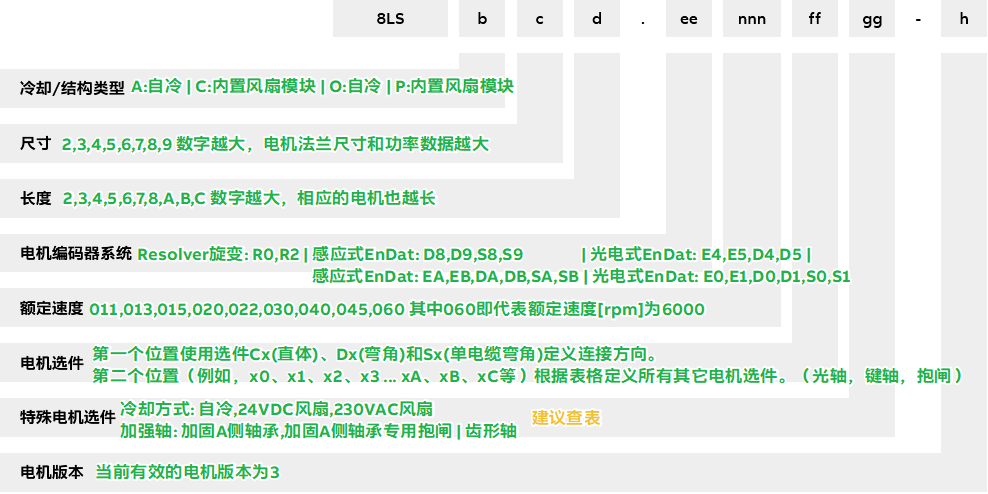 8LS b c d . ee nnn ff gg - h
冷却/结构类型 A:自冷 | C:内置风扇模块 | O:自冷 | P:内置风扇模块
尺寸 2,3,4,5,6,7,8,9 数字越大，电机法兰尺寸和功率数据越大
长度 2,3,4,5,6,7,8,A,B,C 数字越大，相应的电机也越长
电机编码器系统 Resolver旋变: R0,R2 | 感应式EnDat: D8,D9,S8,S9 | 光电式EnDat: E4,E5,D4,D5 |
感应式EnDat: EA,EB,DA,DB,SA,SB | 光电式EnDat: E0,E1,D0,D1,S0,S1
额定速度 011,013,015,020,022,030,040,045,060 其中060即代表额定速度[rpm]为6000
电机选件 第一个位置使用选件Cx(直体)、Dx(弯角)和Sx(单电缆弯角)定义连接方向。
第二个位置（例如，x0、x1、x2、x3 ... xA、xB、xC等）根据表格定义所有其它电机选件。（光轴，键轴，抱闸）
特殊电机选件 冷却方式: 自冷,24VDC风扇,230VAC风扇
加强轴: 加固A侧轴承,加固A侧轴承专用抱闸 | 齿形轴 建议查表
电机版本 当前有效的电机版本为3